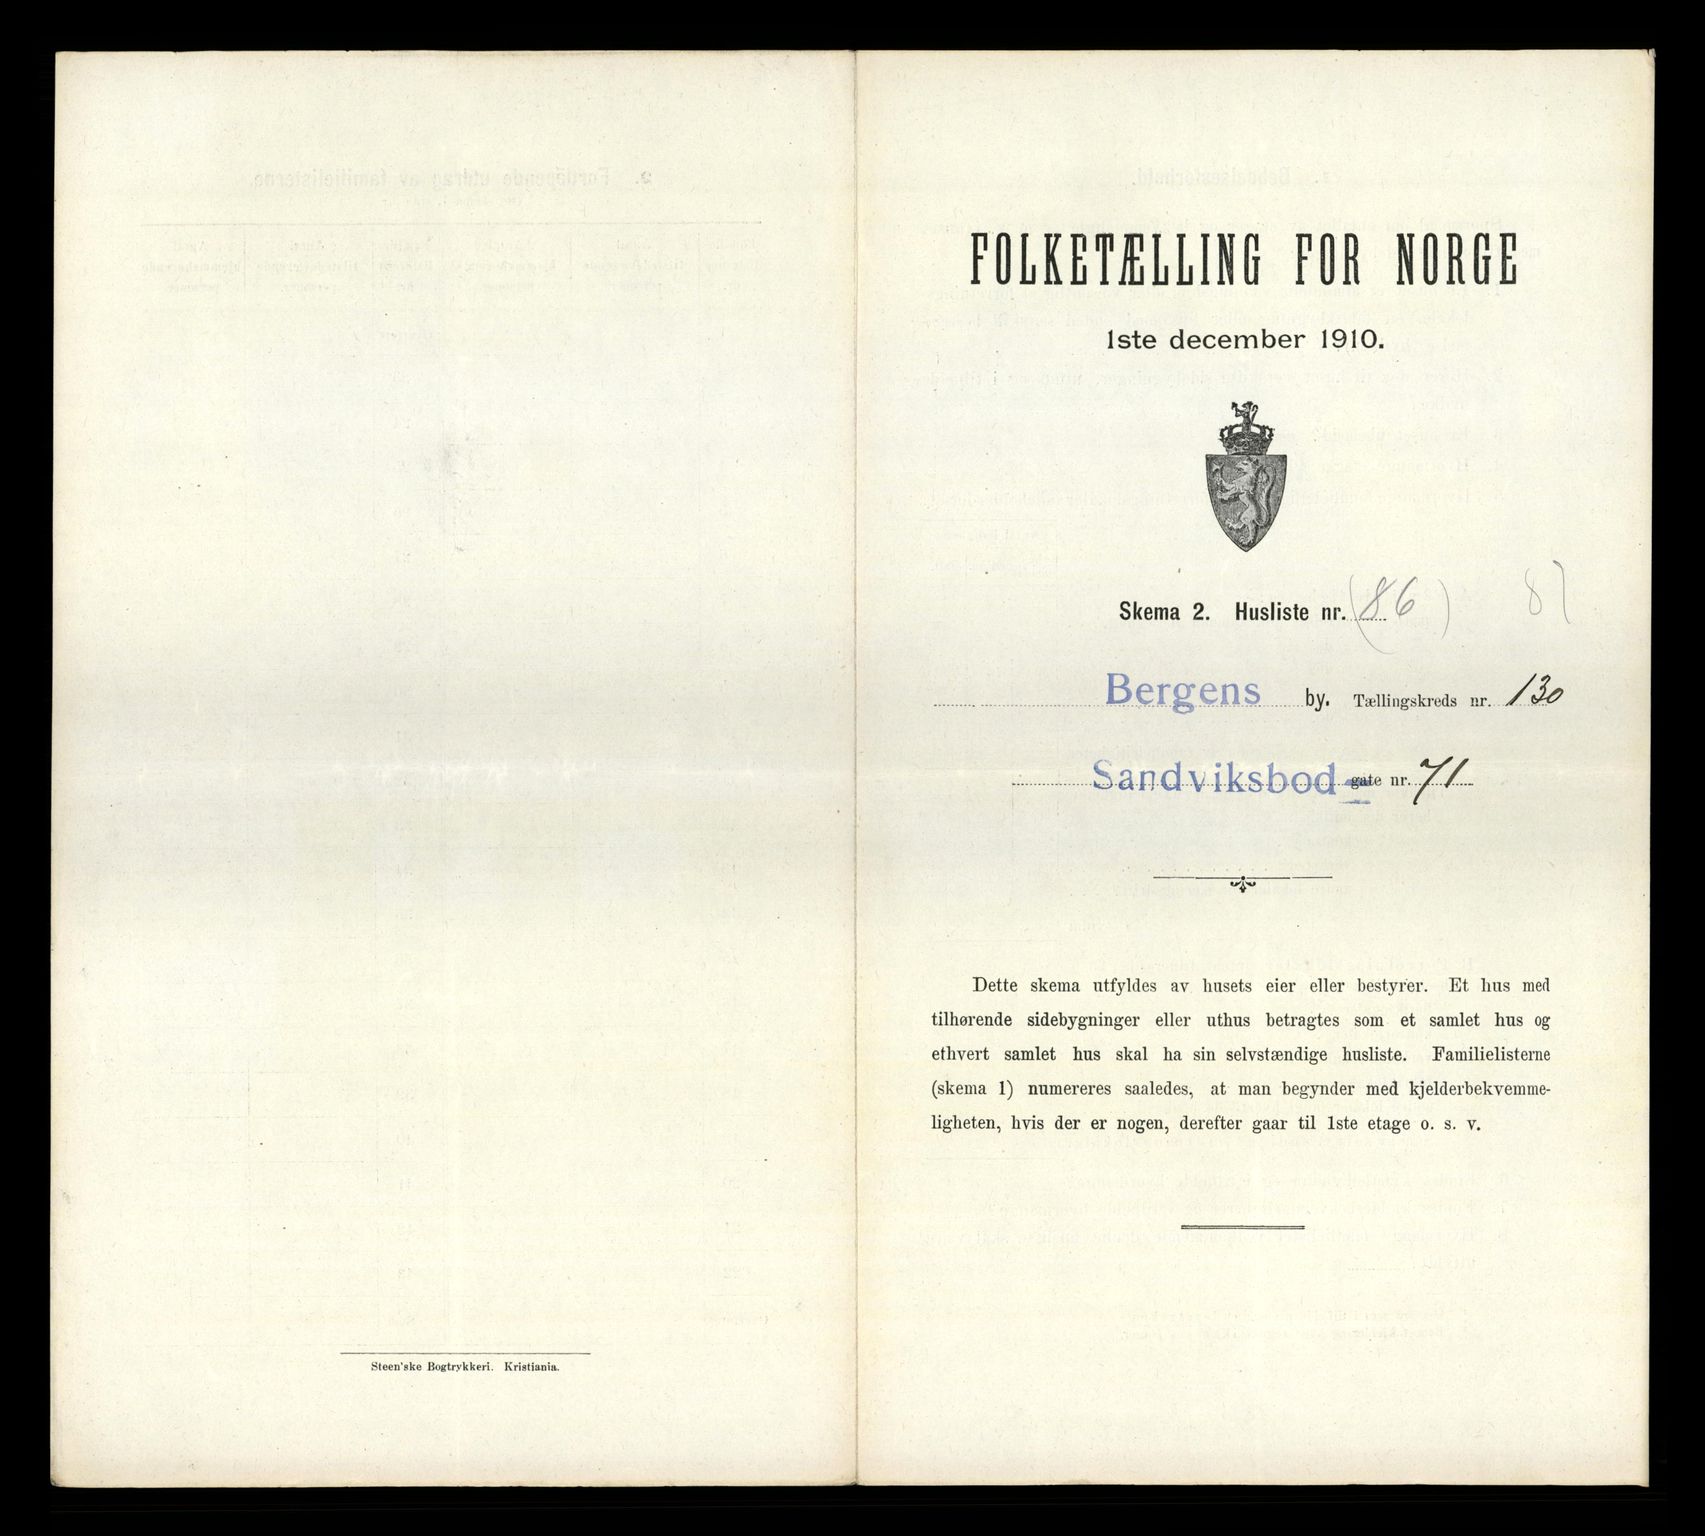 FOLKETÆLLING FOR NORGE
1ste december 1910.
Skema 2. Husliste nr. (86)
Bergens by. Tællingskreds nr. 130
Sandviksbod- gate nr. 71
Dette skema utfyldes av husets eier eller bestyrer. Et hus med
tilhørende sidebygninger eller uthus betragtes som et samlet hus og
ethvert samlet hus skal ha sin selvstændige husliste. Familielisterne
(skema 1) numereres saaledes, at man begynder med kjelderbekvemme-
ligheten, hvis der er nogen, derefter gaar til 1ste etage o. s. v.
Steen'ske Bogtrykkeri. Kristiania.